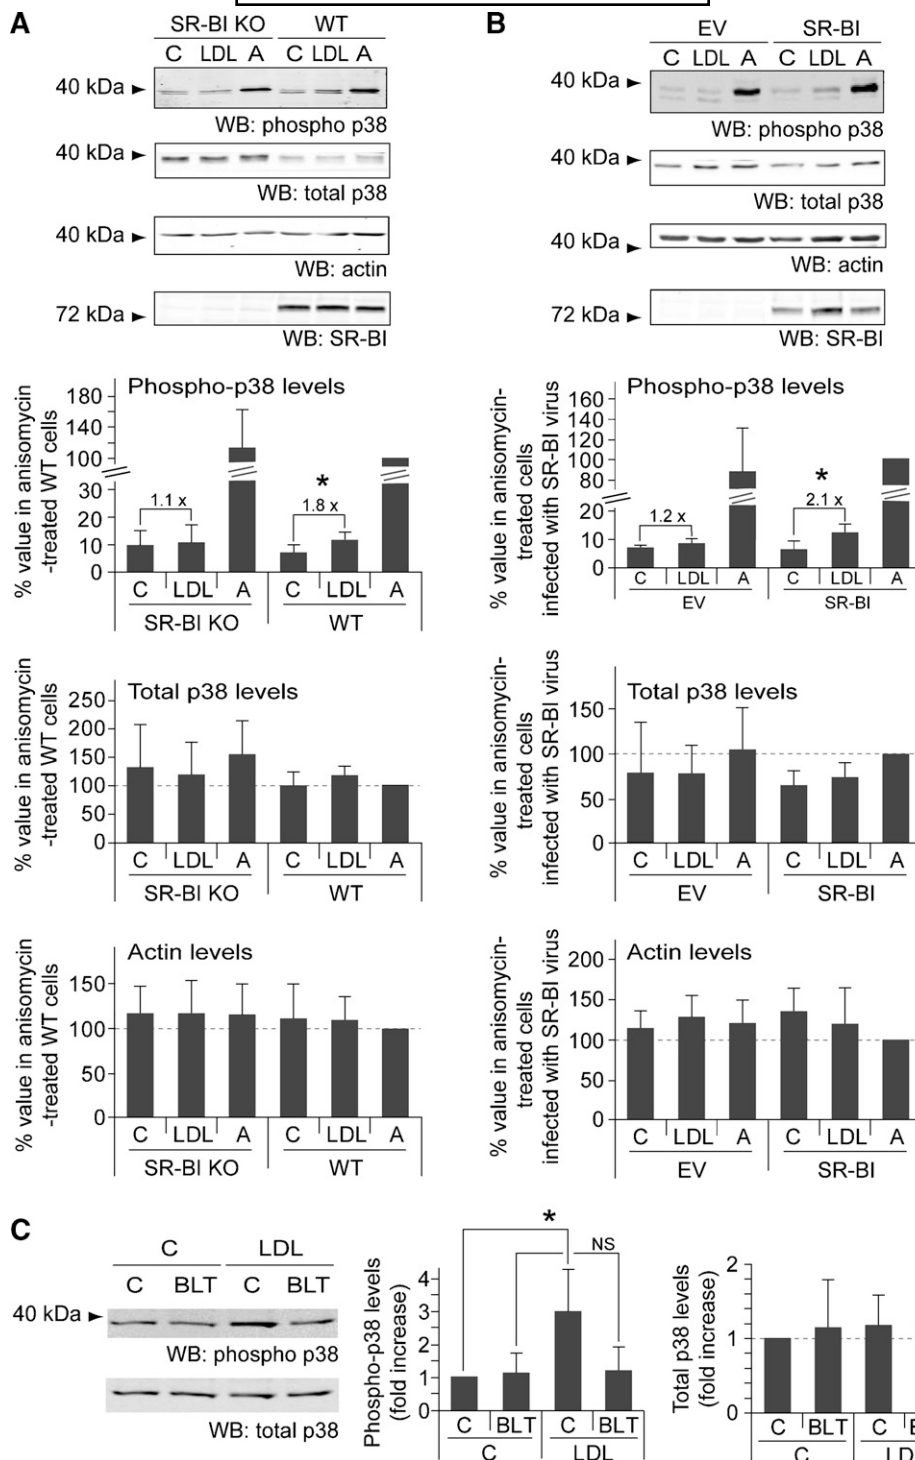 A
SR-BI KO WT
C LDL A C LDL A
40 kDa
WB: phospho p38
40 kDa
WB: total p38
40 kDa
WB: actin
72 kDa
WB: SR-BI
Phospho-p38 levels
% value in anisomycin
-treated WT cells
180
140
100
30
20
10
0
1.1 x
*
1.8 x
C LDL A C LDL A
SR-BI KO WT
Total p38 levels
% value in anisomycin
-treated WT cells
250
200
150
100
50
0
C LDL A C LDL A
SR-BI KO WT
Actin levels
% value in anisomycin
-treated WT cells
150
100
50
0
C LDL A C LDL A
SR-BI KO WT
B
EV SR-BI
C LDL A C LDL A
40 kDa
WB: phospho p38
40 kDa
WB: total p38
40 kDa
WB: actin
72 kDa
WB: SR-BI
Phospho-p38 levels
% value in anisomycin-
treated cells
infected with SR-BI virus
160
140
120
100
80
20
10
0
1.2 x
*
2.1 x
C LDL A C LDL A
EV SR-BI
Total p38 levels
% value in anisomycin-
treated cells
infected with SR-BI virus
150
100
50
0
C LDL A C LDL A
EV SR-BI
Actin levels
% value in anisomycin-
treated cells
infected with SR-BI virus
200
150
100
50
0
C LDL A C LDL A
EV SR-BI
C
C LDL
C BLT C BLT
40 kDa
WB: phospho p38
WB: total p38
Phospho-p38 levels
(fold increase)
4
3
2
1
0
*
NS
C BLT C BLT
C LDL
Total p38 levels
(fold increase)
2
1
0
C BLT C
C